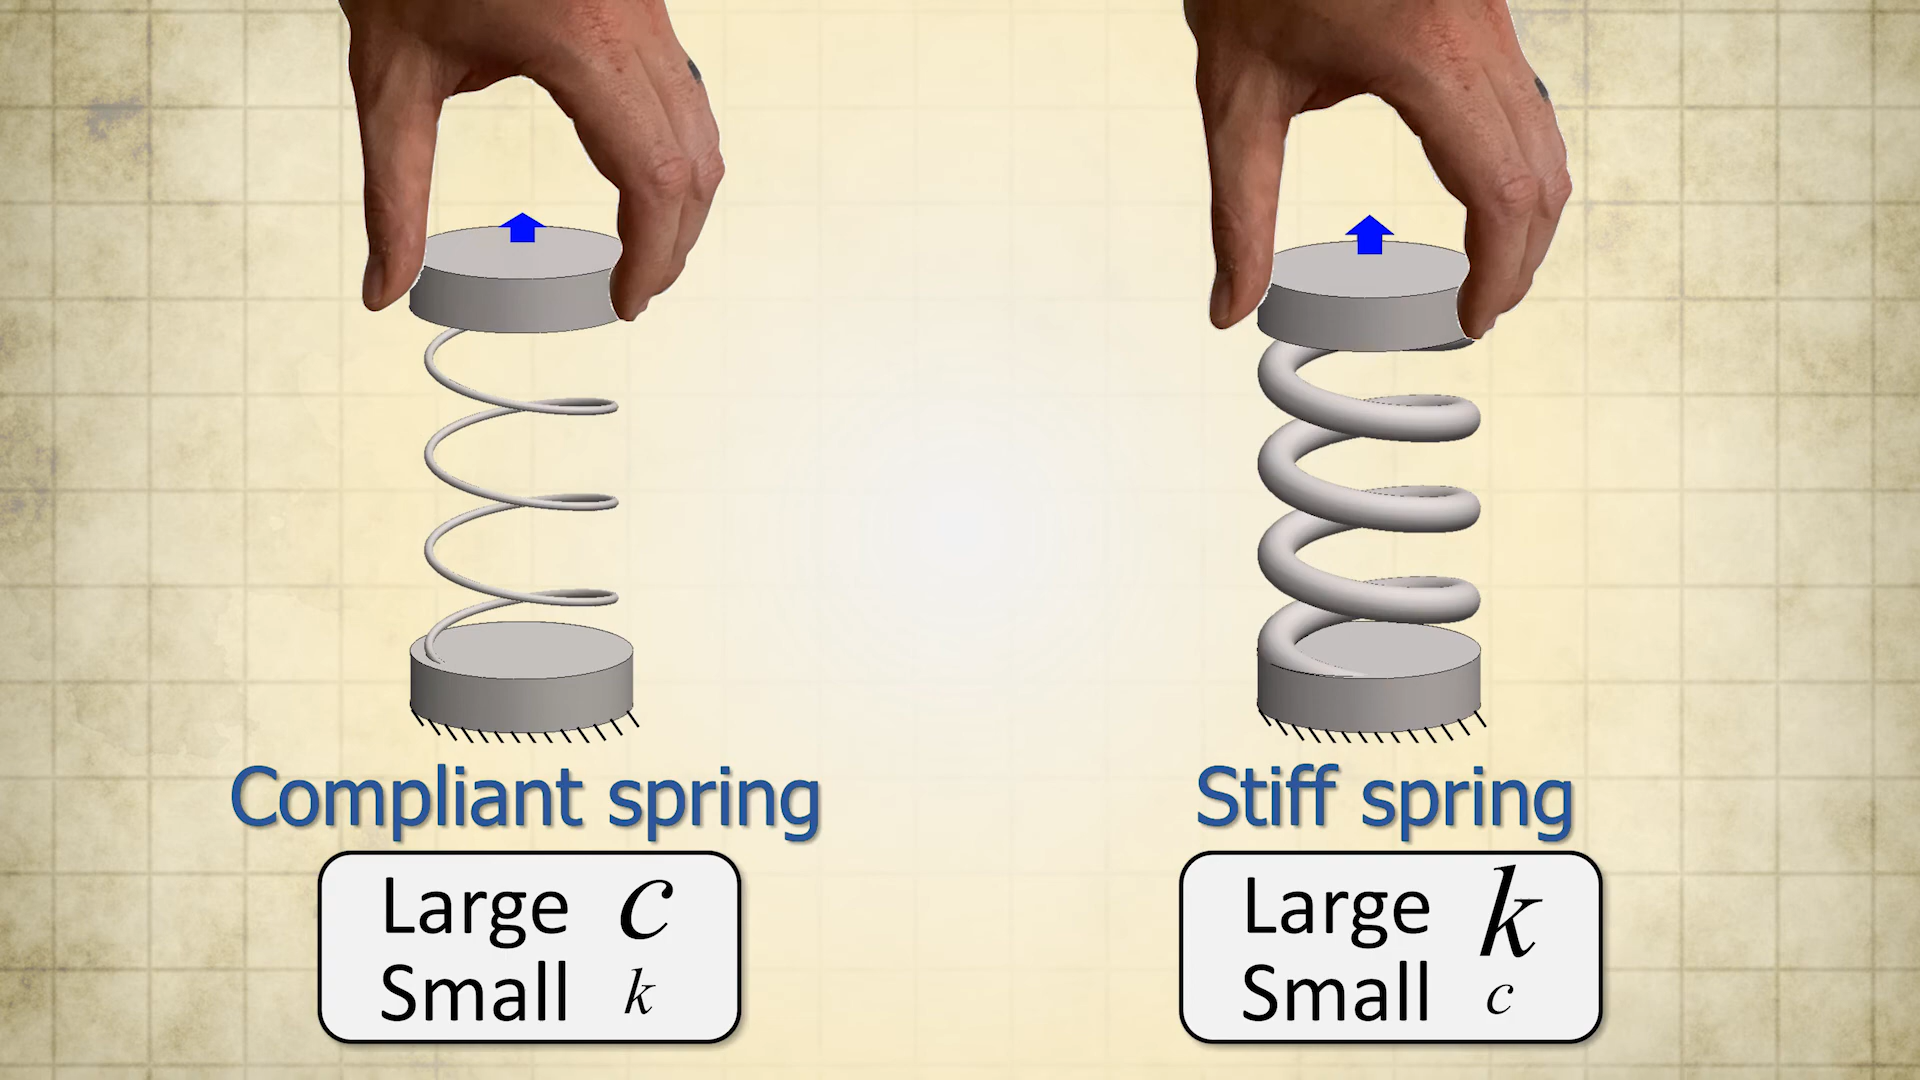 Compliant spring
Large c
Small k
Stiff spring
Large k
Small c